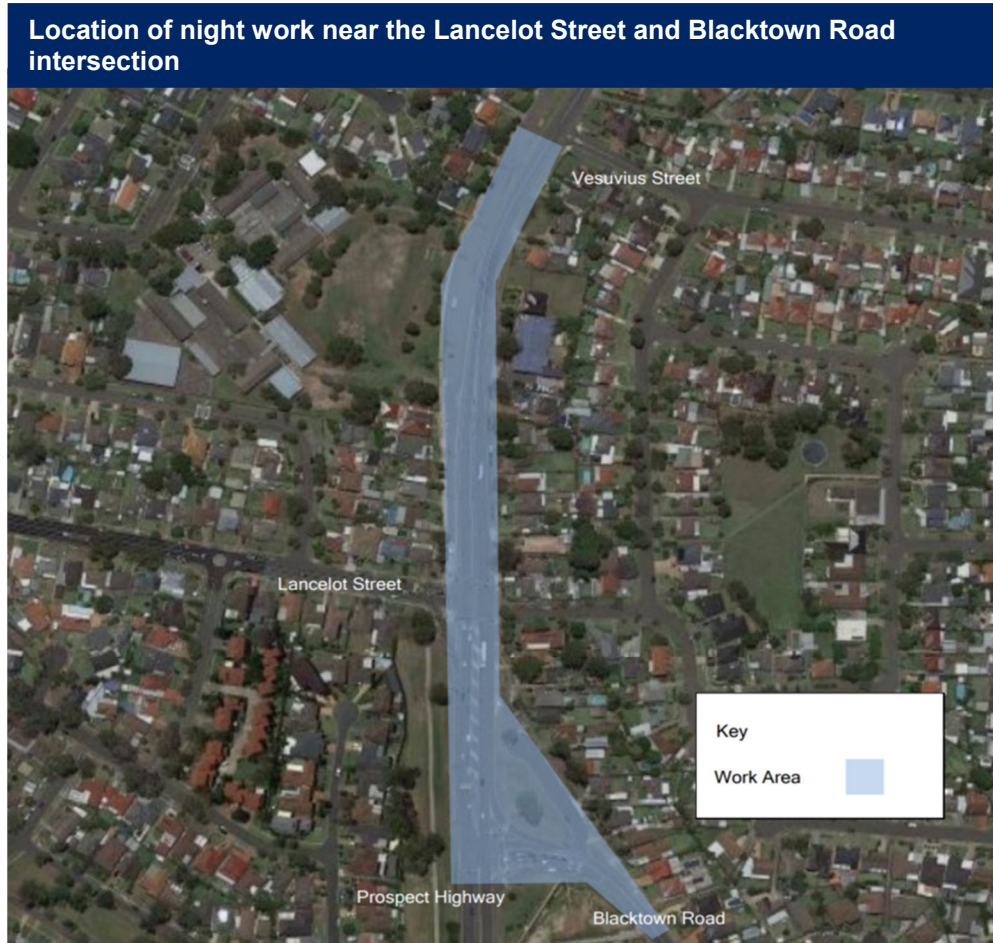 Location of night work near the Lancelot Street and Blacktown Road
intersection
Vesuvius Street
Lancelot Street
Key
Work Area
Prospect Highway
Blacktown Road